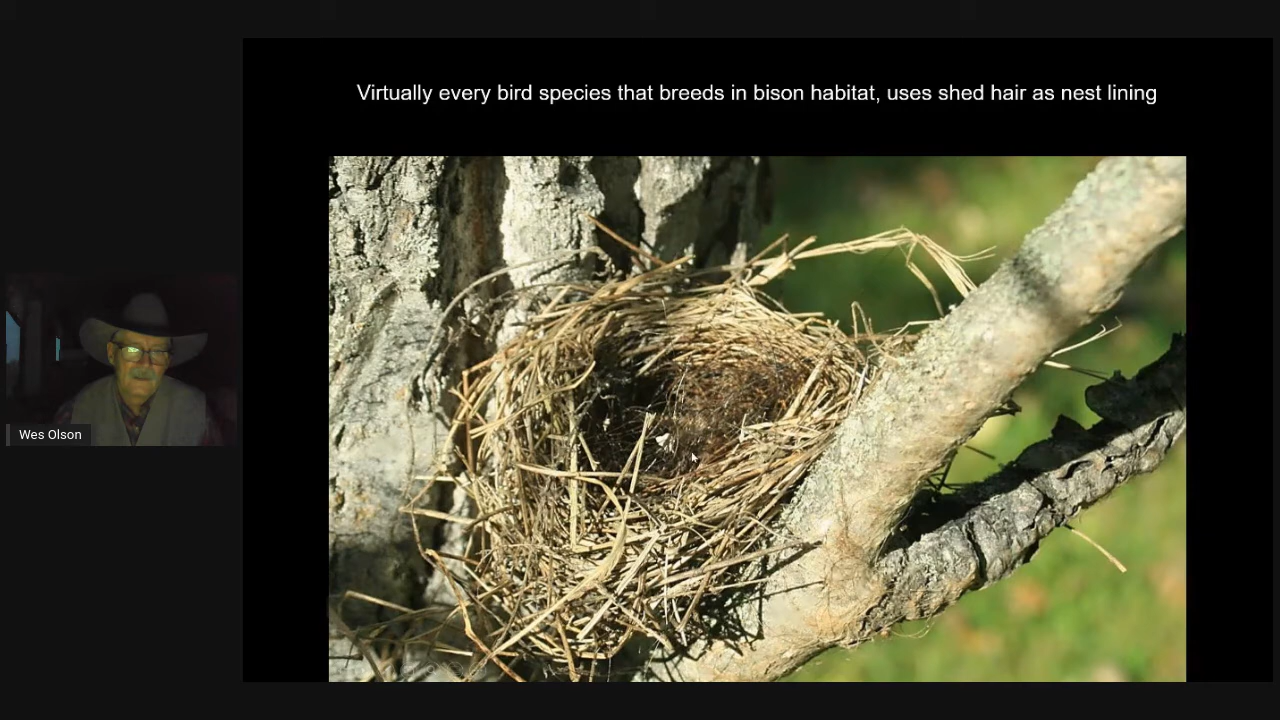 Virtually every bird species that breeds in bison habitat, uses shed hair as nest lining
Wes Olson